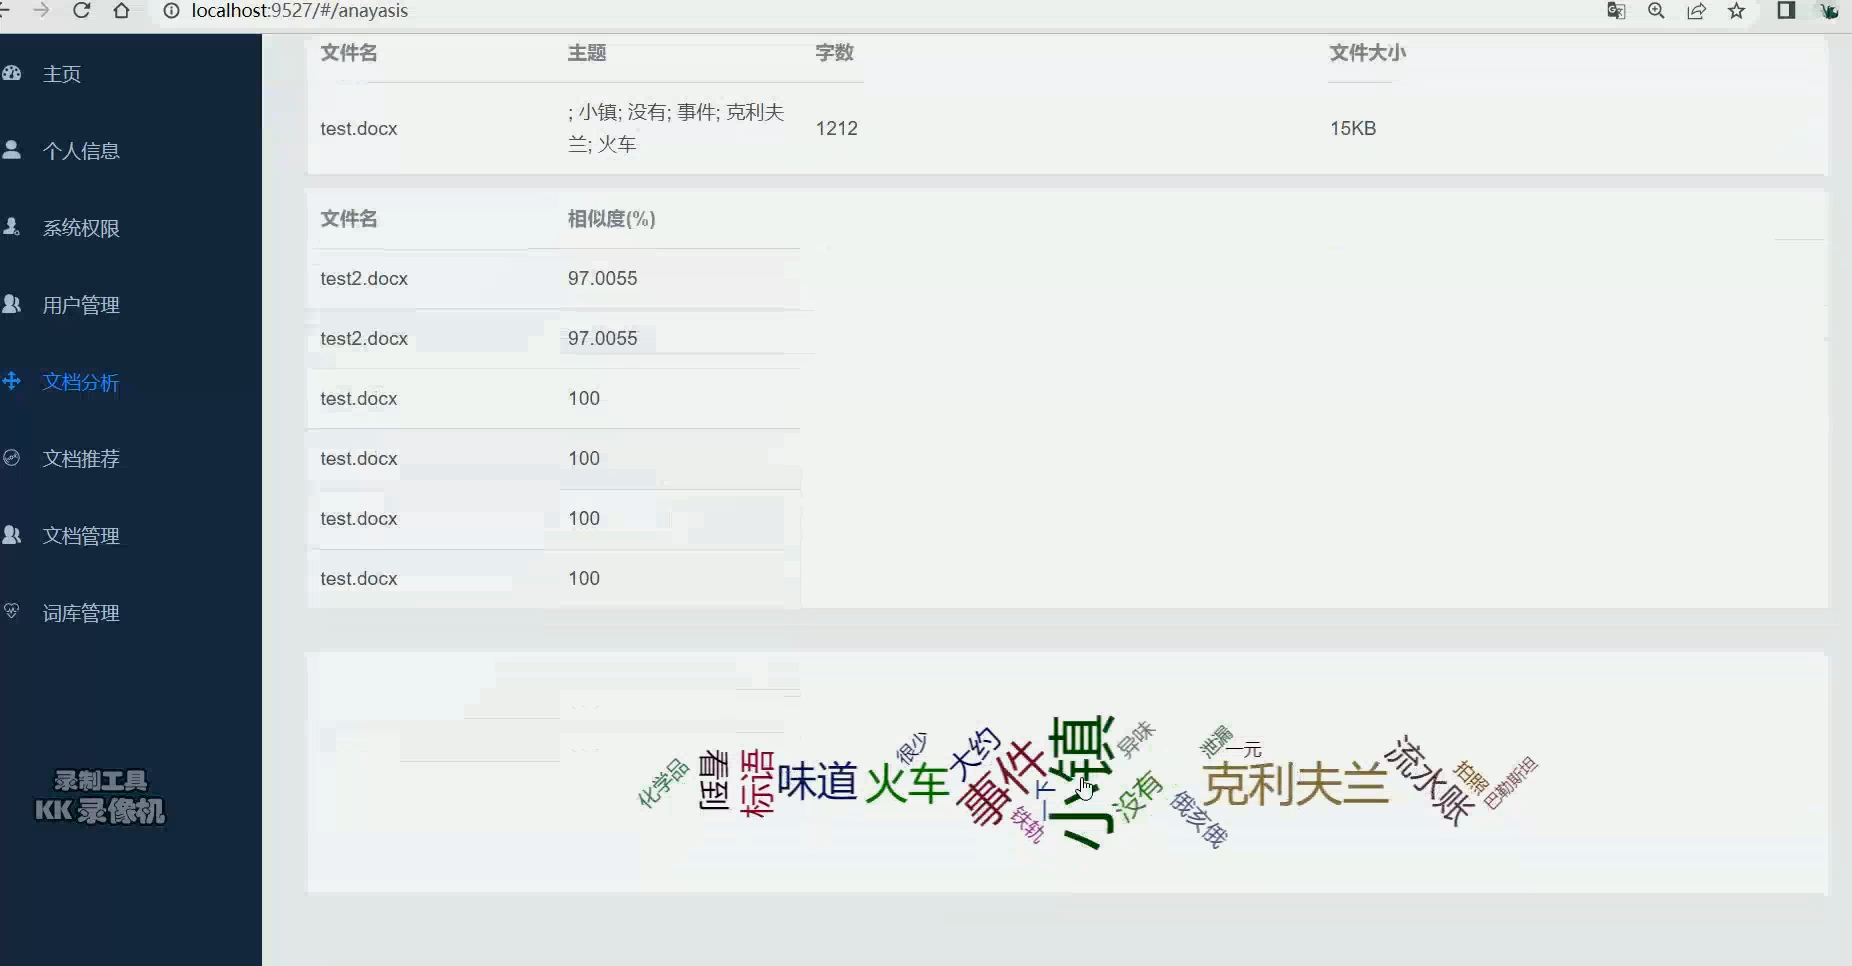 localhost:9527/#/anayasis
主页
个人信息
系统权限
用户管理
文档分析
文档推荐
文档管理
词库管理
录制工具
KK 录像机
文件名 主题 字数 文件大小
test.docx ; 小镇; 没有; 事件; 克利夫兰; 火车 1212 15KB
文件名 相似度(%)
test2.docx 97.0055
test2.docx 97.0055
test.docx 100
test.docx 100
test.docx 100
test.docx 100
化学品
看到
标语
味道
火车
很少
大约
事件
铁轨
一下
小镇
异味
没有
俄亥俄
泄漏
一元
克利夫兰
流水账
拍照
巴勒斯坦